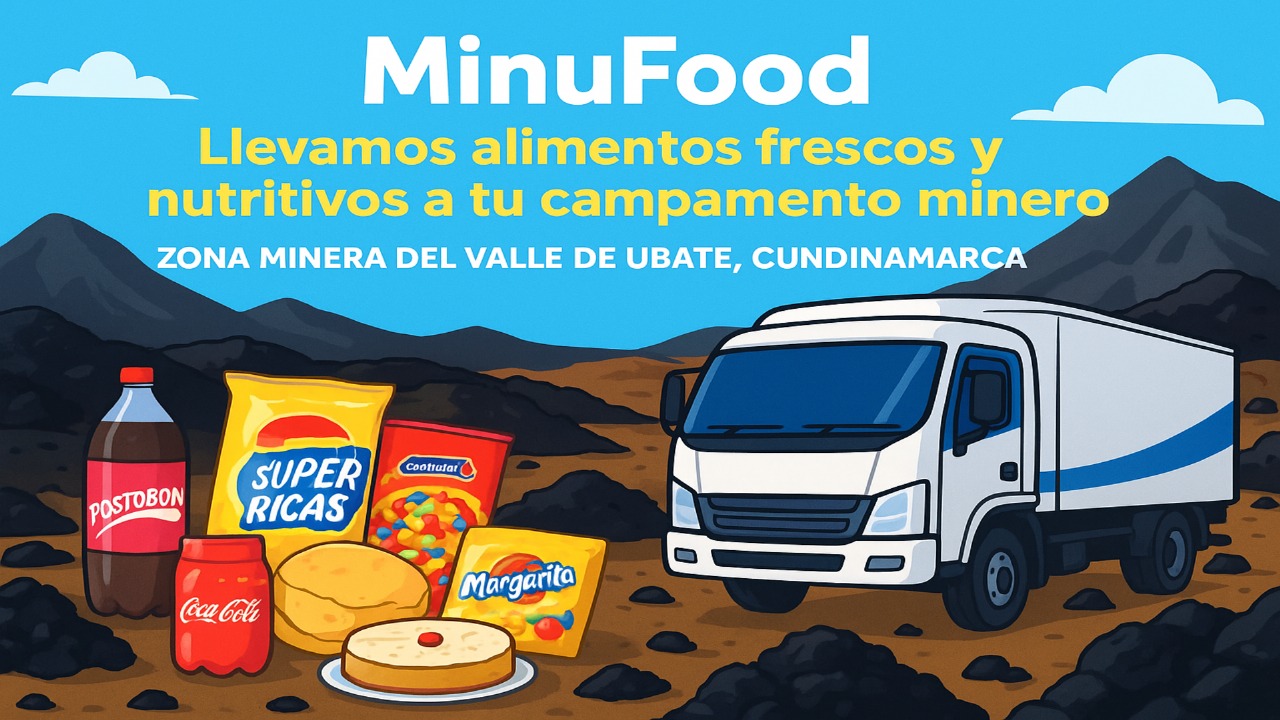 MinuFood
Llevamos alimentos frescos y
nutritivos a tu campamento minero
ZONA MINERA DEL VALLE DE UBATE, CUNDINAMARCA
POSTOBON
SUPER
RICAS
Coca Cola
Margarita